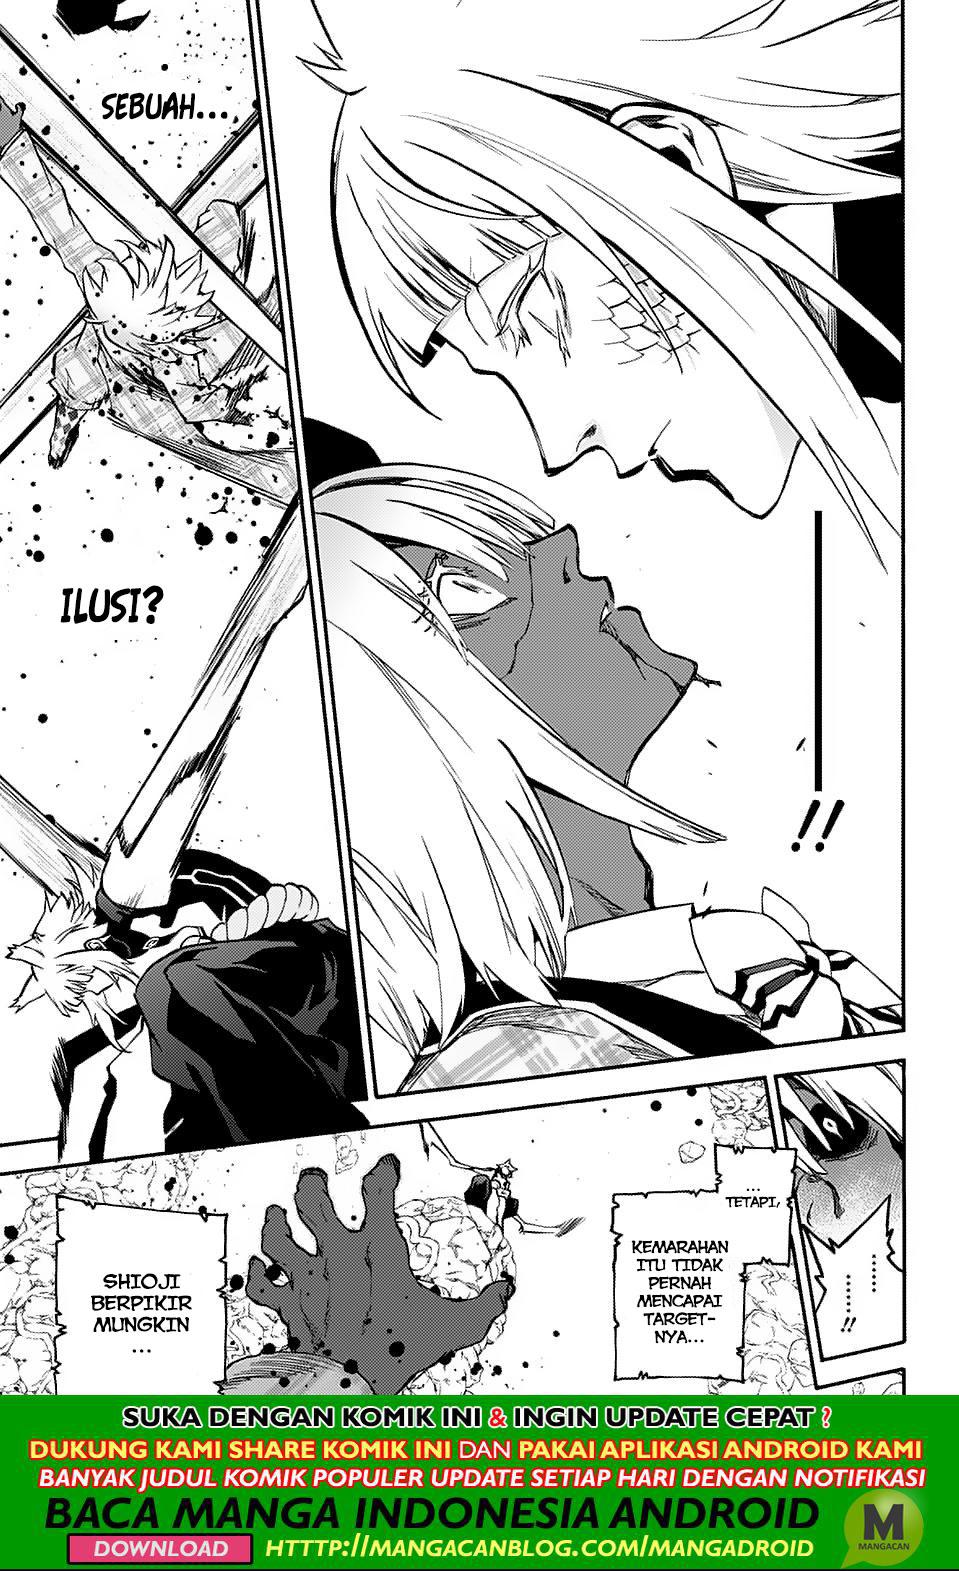 !!
SEBUAH...
ILUSI?
.........!!
...
TETAPI,
KEMARAHAN
ITU TIDAK
PERNAH
MENCAPAI
TARGET-
NYA...
SHIOJI
BERPIKIR
MUNGKIN
...
SUKA DENGAN KOMIK INI & INGIN UPDATE CEPAT ?
DUKUNG KAMI SHARE KOMIK INI DAN PAKAI APLIKASI ANDROID KAMI
BANYAK JUDUL KOMIK POPULER UPDATE SETIAP HARI DENGAN NOTIFIKASI
BACA MANGA INDONESIA ANDROID
DOWNLOAD HTTTP://MANGACANBLOG.COM/MANGADROID
M
MANGACAN